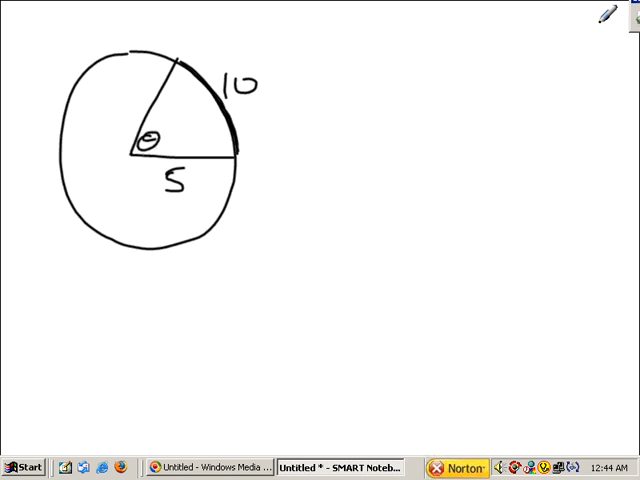 10
θ
5
Start
Untitled - Windows Media ...
Untitled * - SMART Noteb...
Norton
12:44 AM